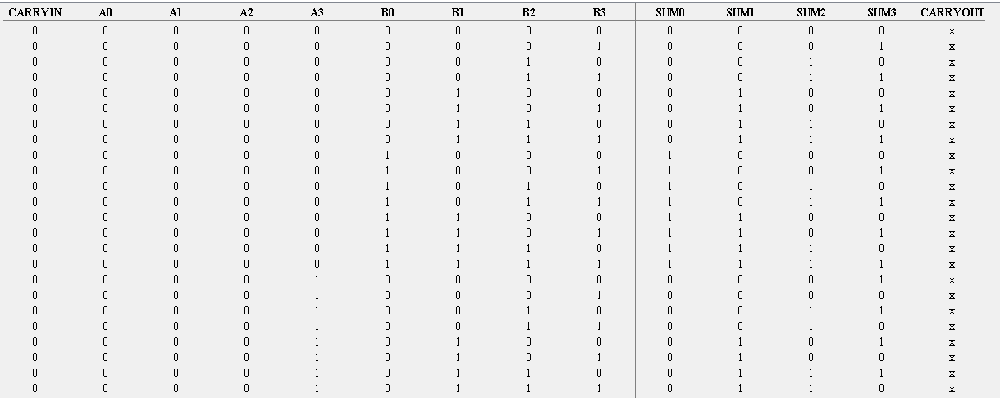 CARRYIN A0 A1 A2 A3 B0 B1 B2 B3 SUM0 SUM1 SUM2 SUM3 CARRYOUT
0 0 0 0 0 0 0 0 0 0 0 0 0 x
0 0 0 0 0 0 0 0 1 0 0 0 1 x
0 0 0 0 0 0 0 1 0 0 0 1 0 x
0 0 0 0 0 0 0 1 1 0 0 1 1 x
0 0 0 0 0 0 1 0 0 0 1 0 0 x
0 0 0 0 0 0 1 0 1 0 1 0 1 x
0 0 0 0 0 0 1 1 0 0 1 1 0 x
0 0 0 0 0 0 1 1 1 0 1 1 1 x
0 0 0 0 0 1 0 0 0 1 0 0 0 x
0 0 0 0 0 1 0 0 1 1 0 0 1 x
0 0 0 0 0 1 0 1 0 1 0 1 0 x
0 0 0 0 0 1 0 1 1 1 0 1 1 x
0 0 0 0 0 1 1 0 0 1 1 0 0 x
0 0 0 0 0 1 1 0 1 1 1 0 1 x
0 0 0 0 0 1 1 1 0 1 1 1 0 x
0 0 0 0 0 1 1 1 1 1 1 1 1 x
0 0 0 0 1 0 0 0 0 0 0 0 1 x
0 0 0 0 1 0 0 0 1 0 0 0 0 x
0 0 0 0 1 0 0 1 0 0 0 1 1 x
0 0 0 0 1 0 0 1 1 0 0 1 0 x
0 0 0 0 1 0 1 0 0 0 1 0 1 x
0 0 0 0 1 0 1 0 1 0 1 0 0 x
0 0 0 0 1 0 1 1 0 0 1 1 1 x
0 0 0 0 1 0 1 1 1 0 1 1 0 x